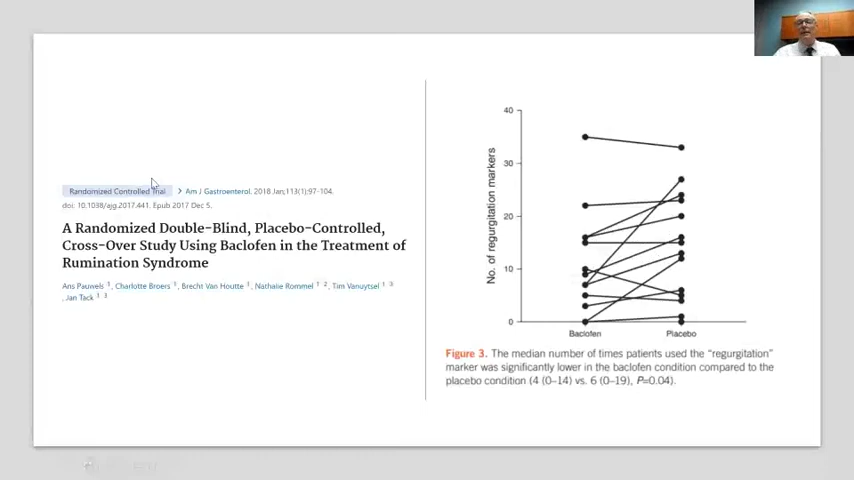 Randomized Controlled Trial > Am J Gastroenterol. 2018 Jan;113(1):97-104.
doi: 10.1038/ajg.2017.441. Epub 2017 Dec 5.
A Randomized Double-Blind, Placebo-Controlled,
Cross-Over Study Using Baclofen in the Treatment of
Rumination Syndrome
Ans Pauwels 1, Charlotte Broers 1, Brecht Van Houtte 1, Nathalie Rommel 1 2, Tim Vanuytsel 1 3
, Jan Tack 1 3
No. of regurgitation markers
40
30
20
10
0
Baclofen Placebo
Figure 3. The median number of times patients used the "regurgitation"
marker was significantly lower in the baclofen condition compared to the
placebo condition (4 (0–14) vs. 6 (0–19), P=0.04).